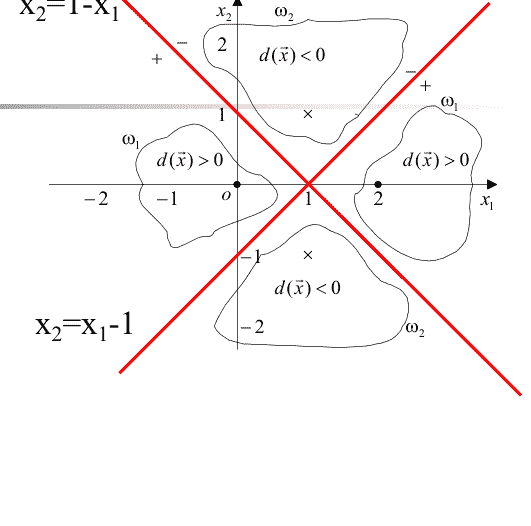 x₂=1-x₁
x₂ ω₂
+ −
2 d(x⃗)<0
− +
1 × ω₁
ω₁
d(x⃗)>0 d(x⃗)>0
−2 −1 o 1 2 x₁
−1 ×
d(x⃗)<0
x₂=x₁-1 −2 ω₂